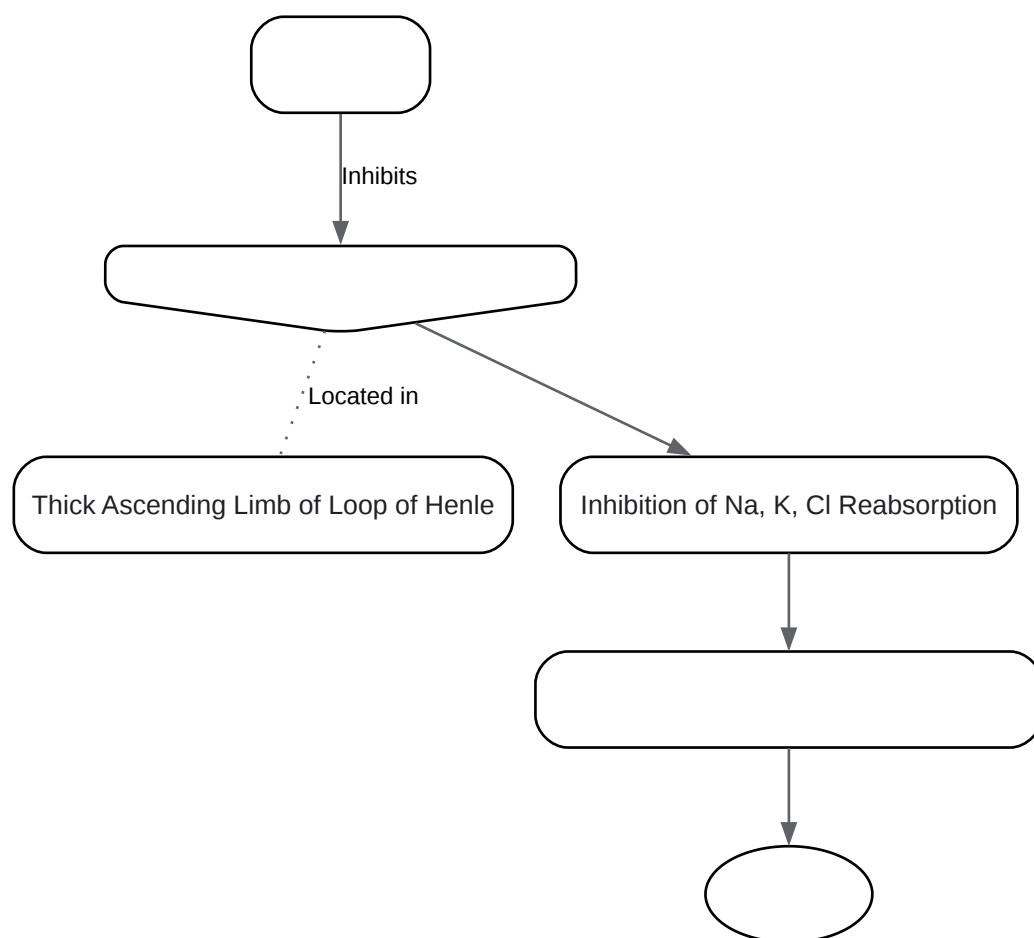 Inhibits
Located in
Thick Ascending Limb of Loop of Henle
Inhibition of Na, K, Cl Reabsorption